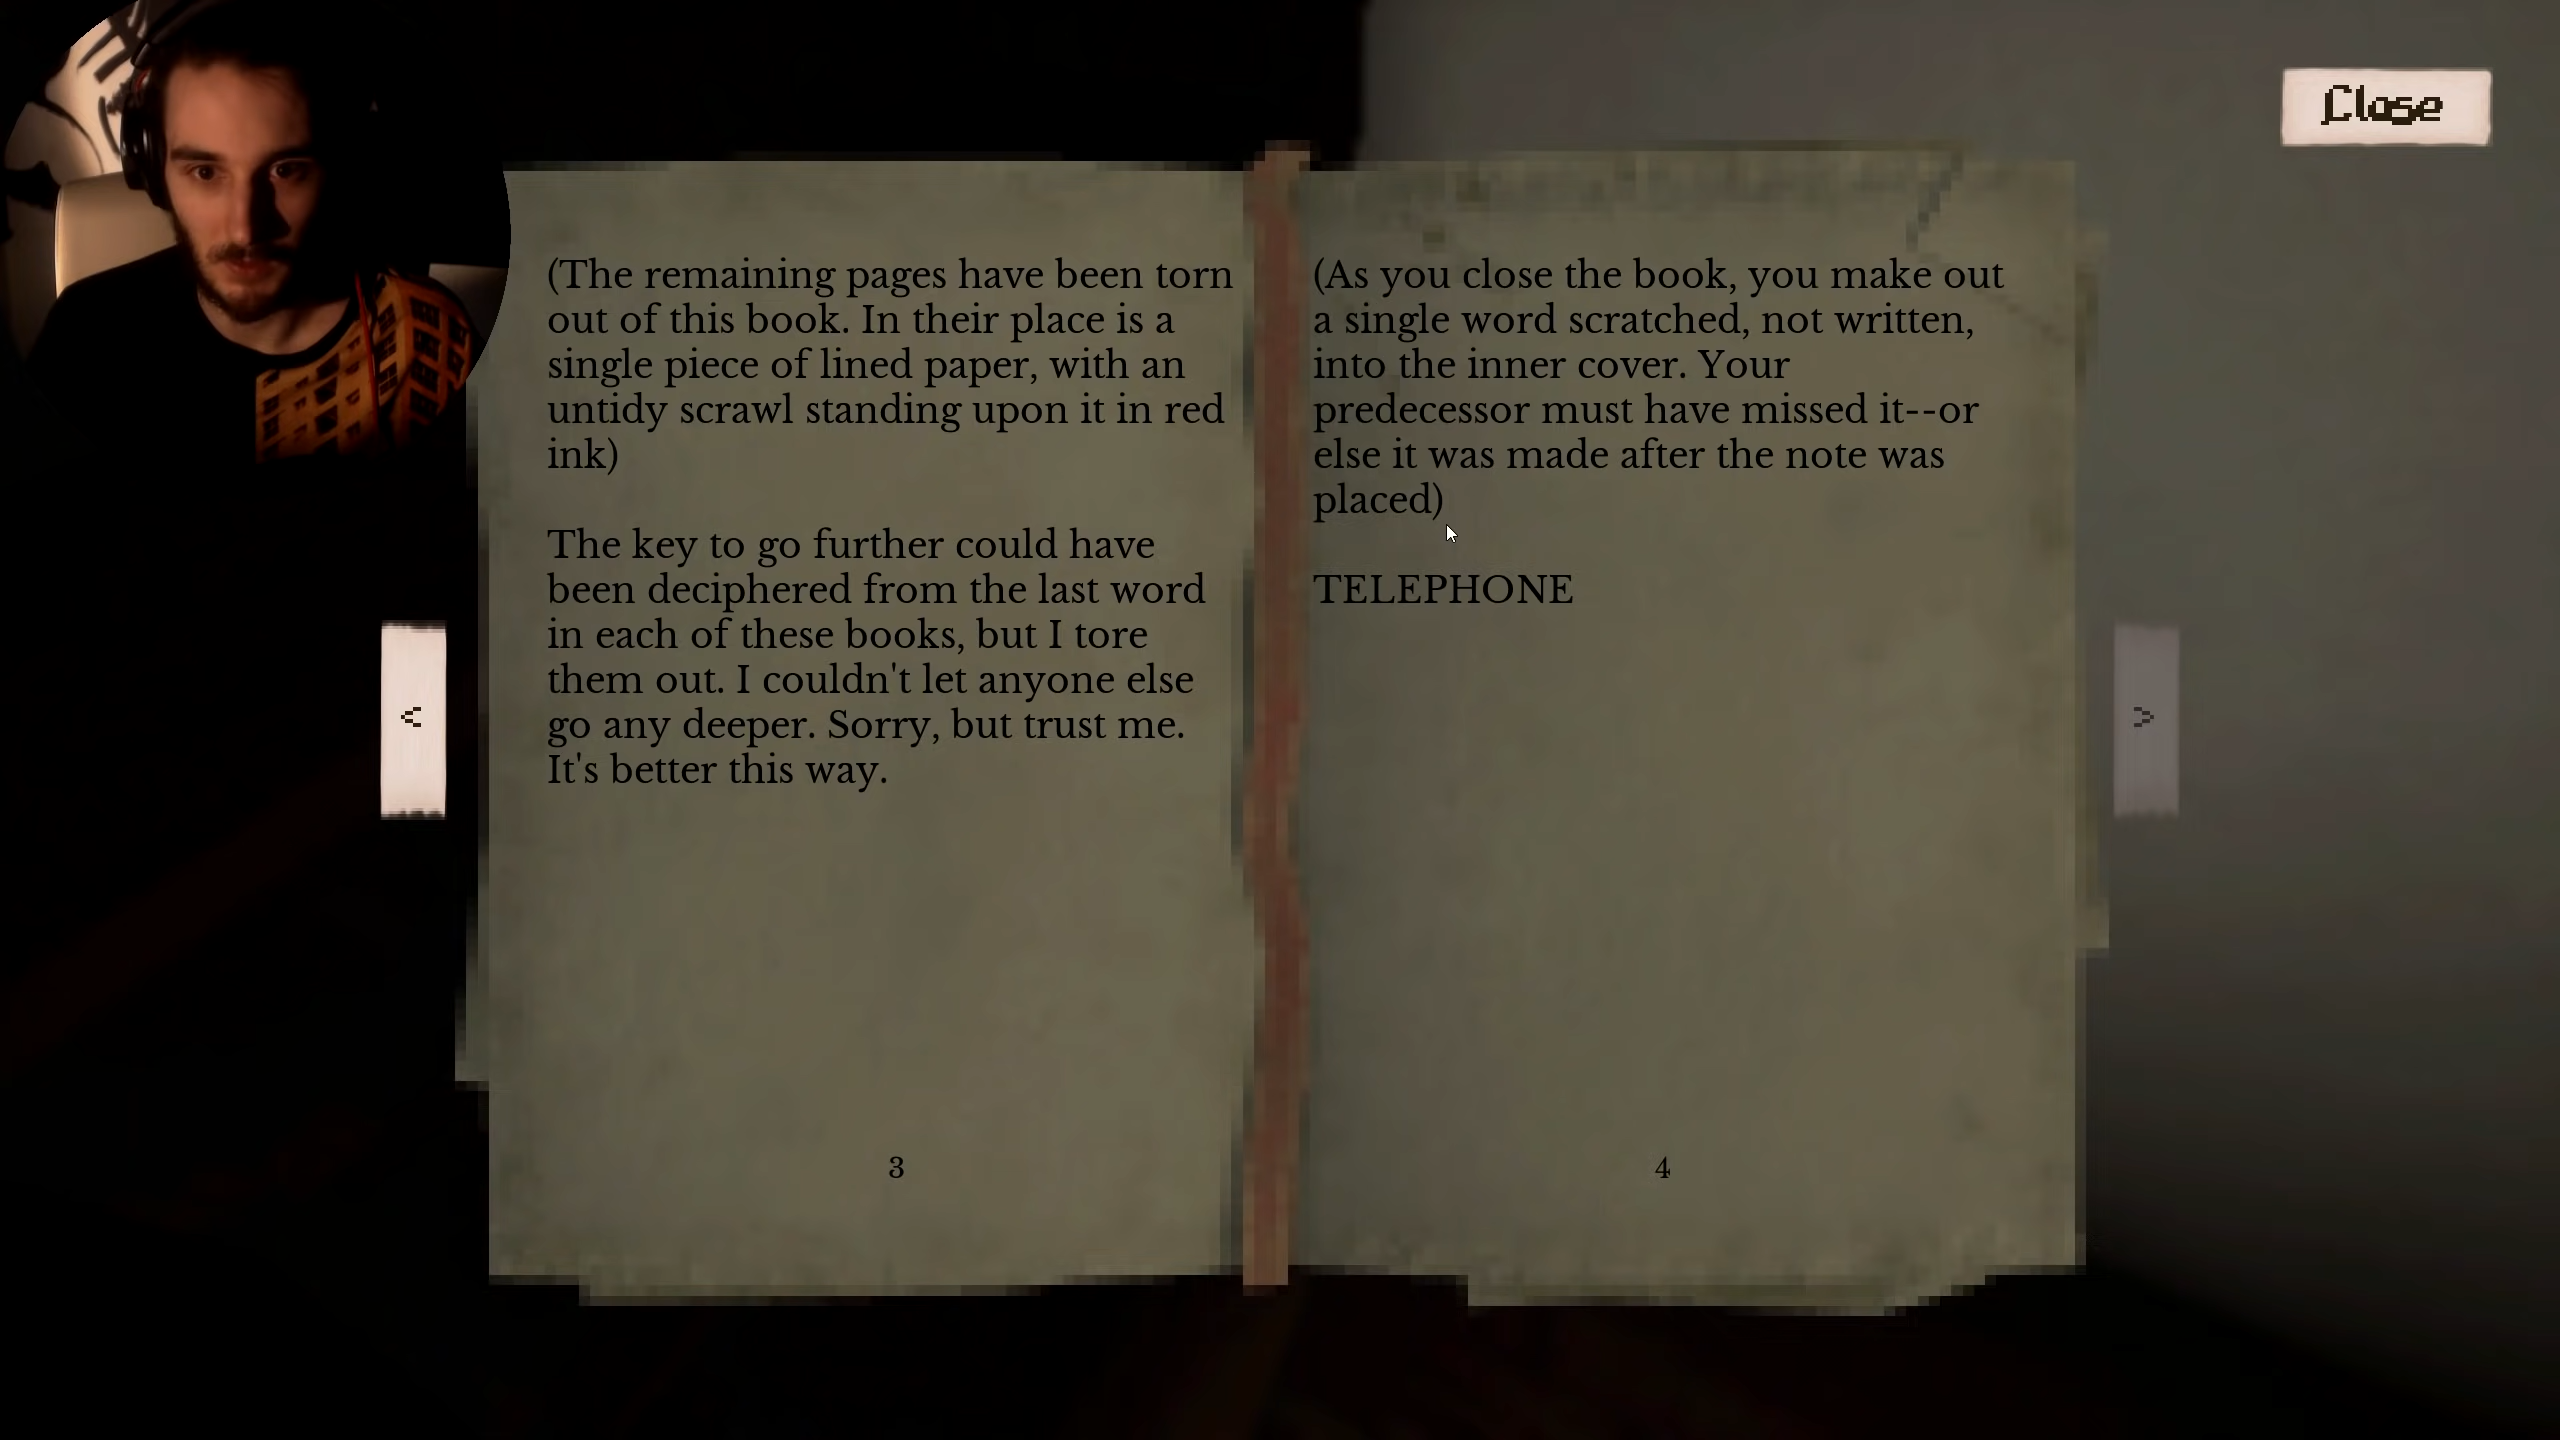 Close
(The remaining pages have been torn
out of this book. In their place is a
single piece of lined paper, with an
untidy scrawl standing upon it in red
ink)
The key to go further could have
been deciphered from the last word
in each of these books, but I tore
them out. I couldn't let anyone else
go any deeper. Sorry, but trust me.
It's better this way.
3
(As you close the book, you make out
a single word scratched, not written,
into the inner cover. Your
predecessor must have missed it--or
else it was made after the note was
placed)
TELEPHONE
4
<
>